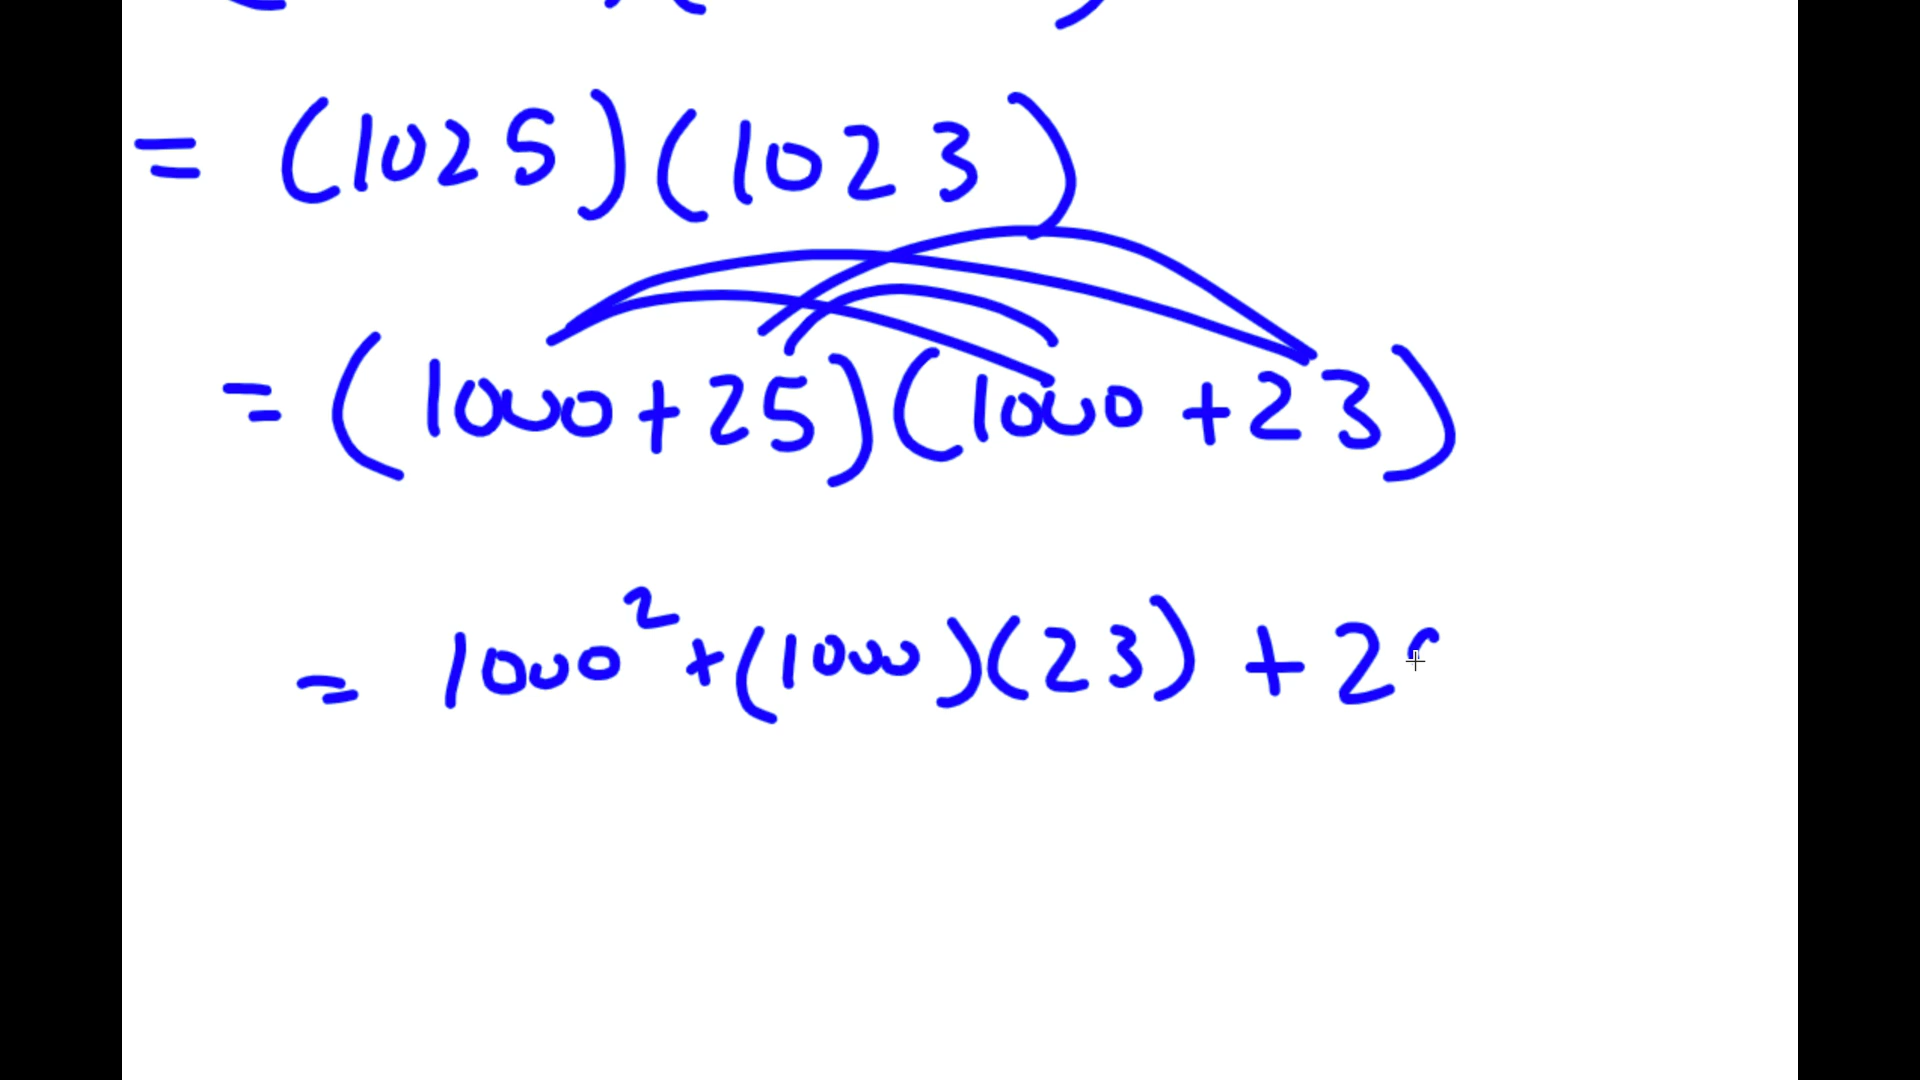 = (1025)(1023)
= (1000+25)(1000+23)
= 1000² + (1000)(23) + 2